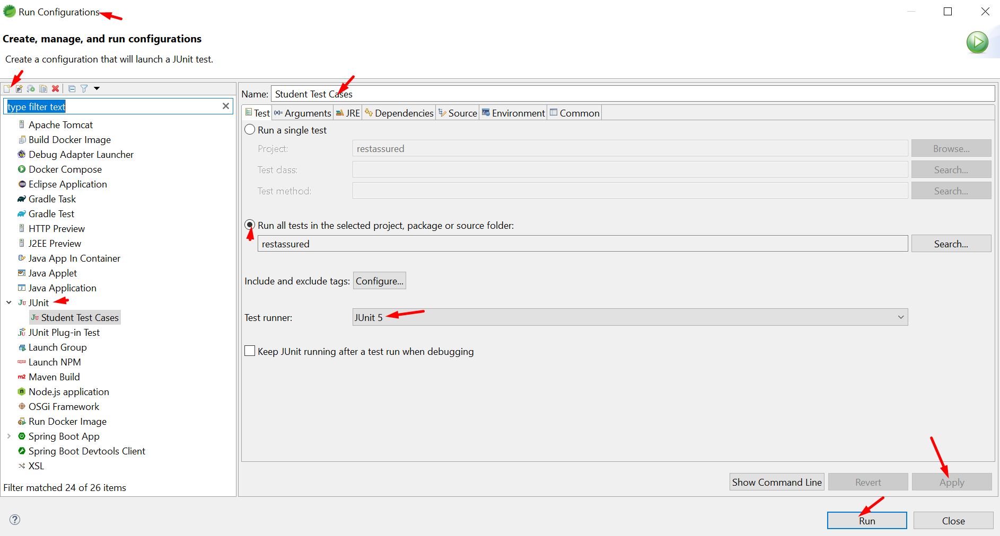 Run Configurations
Create, manage, and run configurations
Create a configuration that will launch a JUnit test.
type filter text
Apache Tomcat
Build Docker Image
Debug Adapter Launcher
Docker Compose
Eclipse Application
Gradle Task
Gradle Test
HTTP Preview
J2EE Preview
Java App In Container
Java Applet
Java Application
JUnit
Student Test Cases
JUnit Plug-in Test
Launch Group
Launch NPM
Maven Build
Node.js application
OSGi Framework
Run Docker Image
Spring Boot App
Spring Boot Devtools Client
XSL
Filter matched 24 of 26 items
Name: Student Test Cases
Test Arguments JRE Dependencies Source Environment Common
Run a single test
Project: restassured Browse...
Test class: Search...
Test method: Search...
Run all tests in the selected project, package or source folder:
restassured Search...
Include and exclude tags: Configure...
Test runner: JUnit 5
Keep JUnit running after a test run when debugging
Show Command Line Revert Apply
Run Close